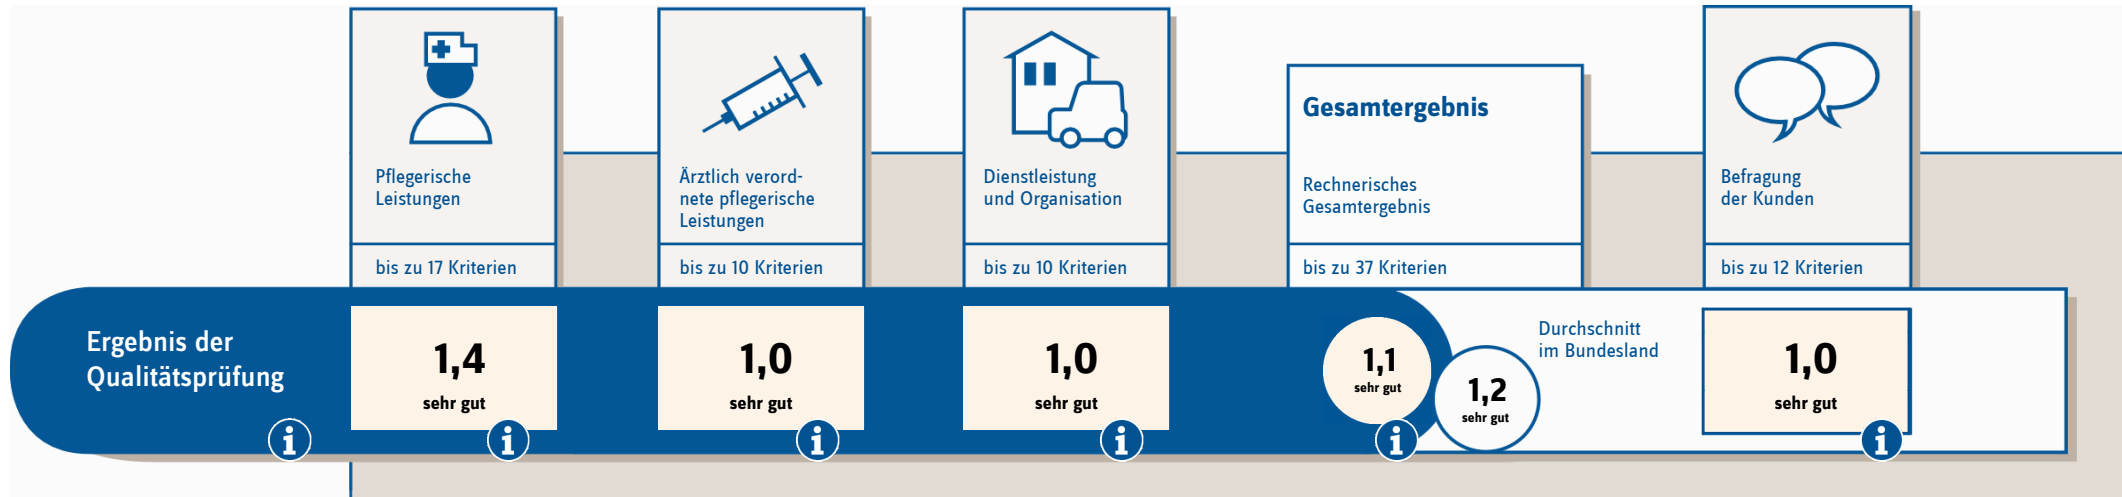 Pflegerische
Leistungen
bis zu 17 Kriterien
Ärztlich verord-
nete pflegerische
Leistungen
bis zu 10 Kriterien
Dienstleistung
und Organisation
bis zu 10 Kriterien
Gesamtergebnis
Rechnerisches
Gesamtergebnis
bis zu 37 Kriterien
Befragung
der Kunden
bis zu 12 Kriterien
Ergebnis der
Qualitätsprüfung
i
1,4
sehr gut
i
1,0
sehr gut
i
1,0
sehr gut
i
1,1
sehr gut
i
1,2
sehr gut
Durchschnitt
im Bundesland
1,0
sehr gut
i